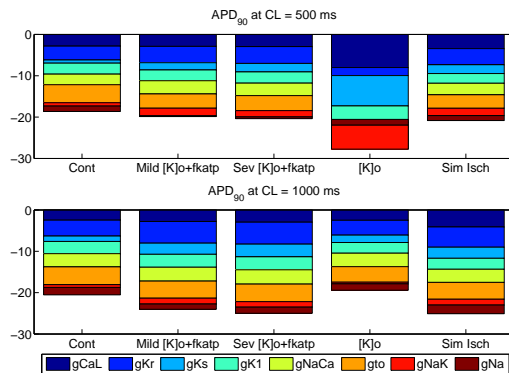 APD90 at CL = 500 ms
0
−10
−20
−30
Cont Mild [K]o+fkatp Sev [K]o+fkatp [K]o Sim Isch
APD90 at CL = 1000 ms
0
−10
−20
−30
Cont Mild [K]o+fkatp Sev [K]o+fkatp [K]o Sim Isch
gCaL gKr gKs gK1 gNaCa gto gNaK gNa